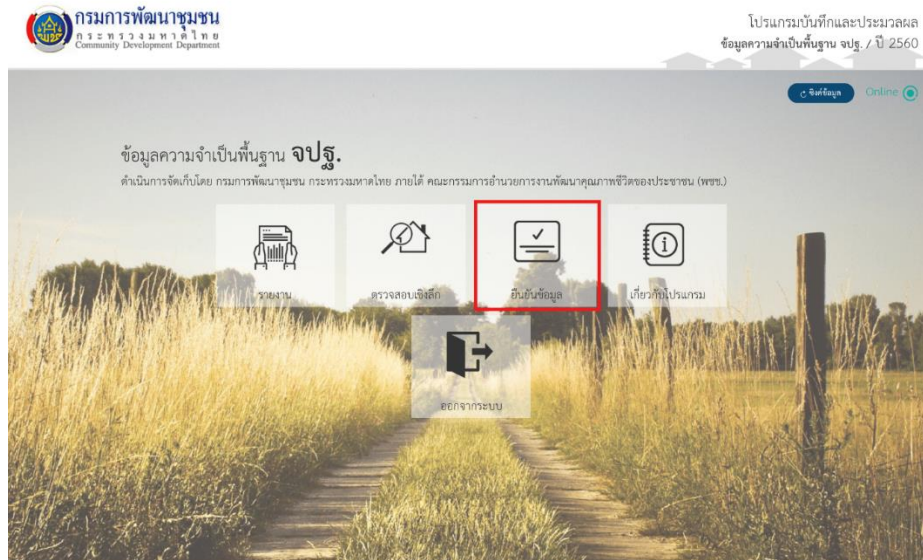 กรมการพัฒนาชุมชน
กระทรวงมหาดไทย
Community Development Department
โปรแกรมบันทึกและประมวลผล
ข้อมูลความจำเป็นพื้นฐาน จปฐ. / ปี 2560
ซิงค์ข้อมูล Online
ข้อมูลความจำเป็นพื้นฐาน จปฐ.
ดำเนินการจัดเก็บโดย กรมการพัฒนาชุมชน กระทรวงมหาดไทย ภายใต้ คณะกรรมการอำนวยการงานพัฒนาคุณภาพชีวิตของประชาชน (พชช.)
รายงาน ตรวจสอบเชิงลึก ยืนยันข้อมูล เกี่ยวกับโปรแกรม
ออกจากระบบ